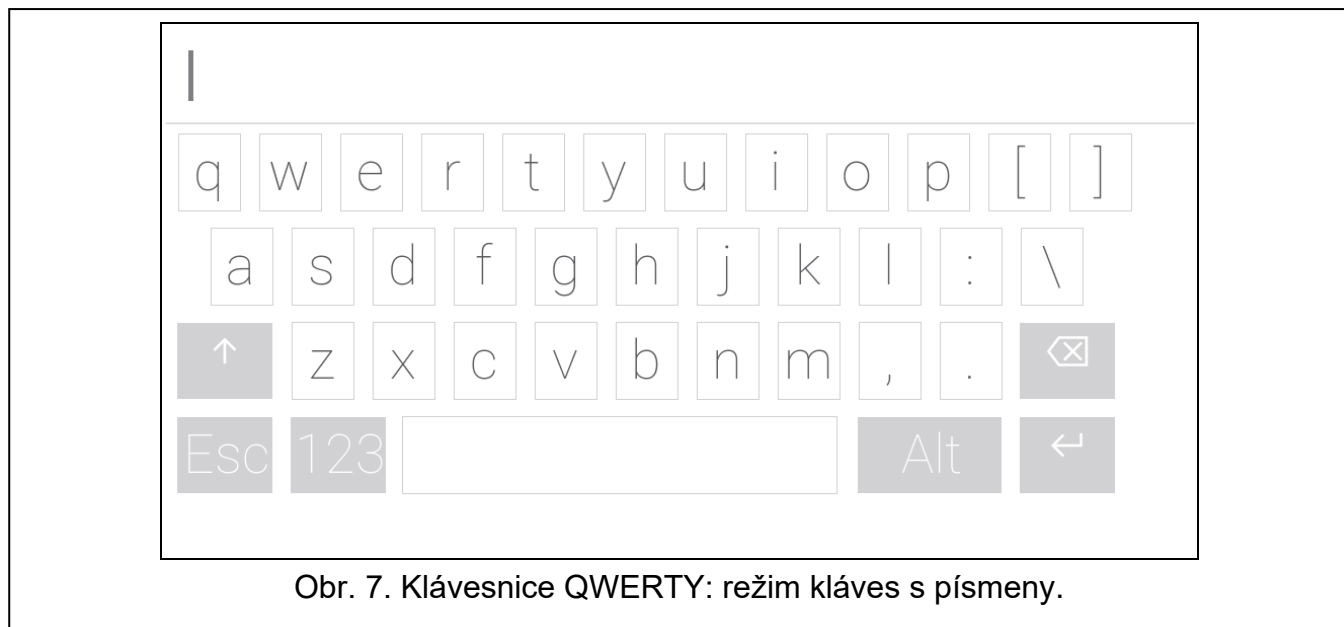 q w e r t y u i o p [ ]
a s d f g h j k l : \
↑ z x c v b n m , . ⌫
Esc 123 Alt ↵
Obr. 7. Klávesnice QWERTY: režim kláves s písmeny.